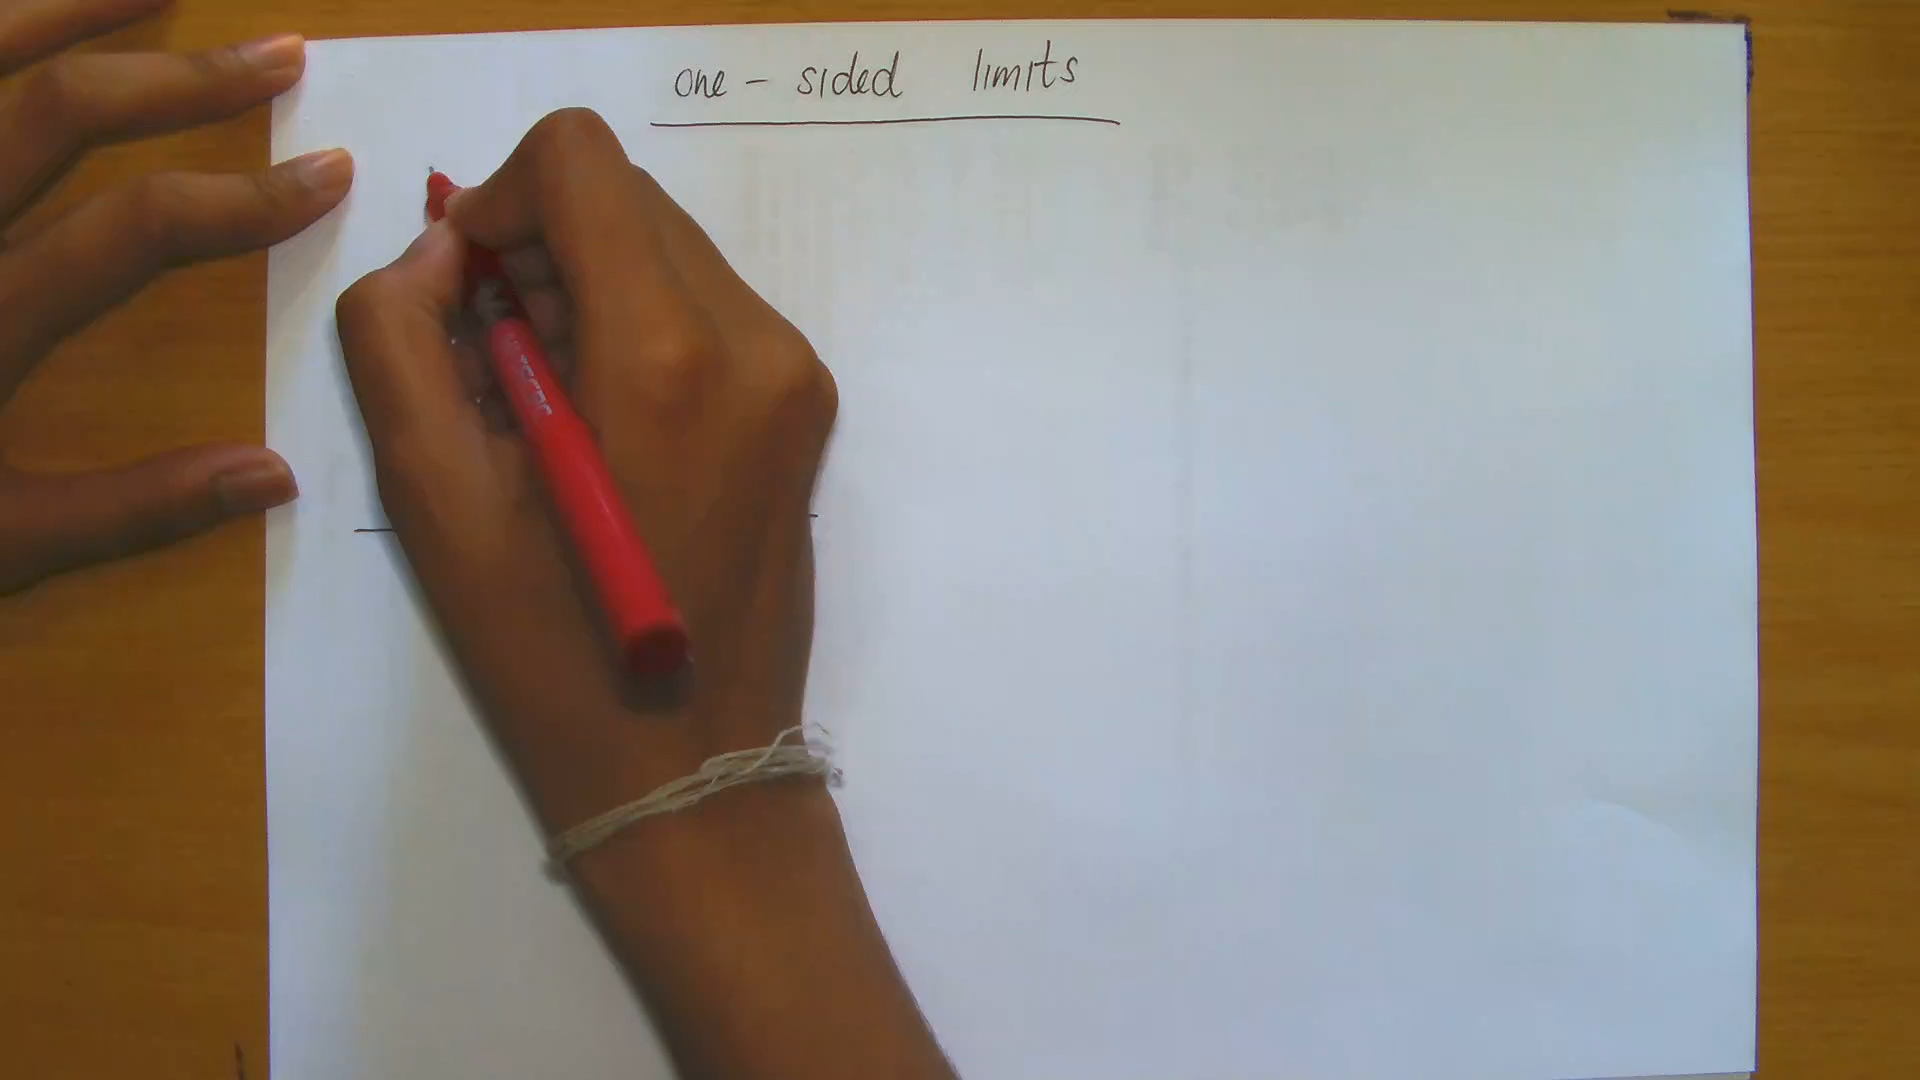 one - sided limits